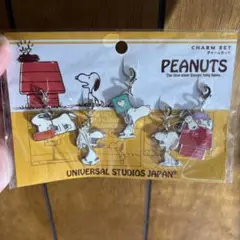 CHARM SET
チャームセット
PEANUTS
UNIVERSAL STUDIOS JAPAN